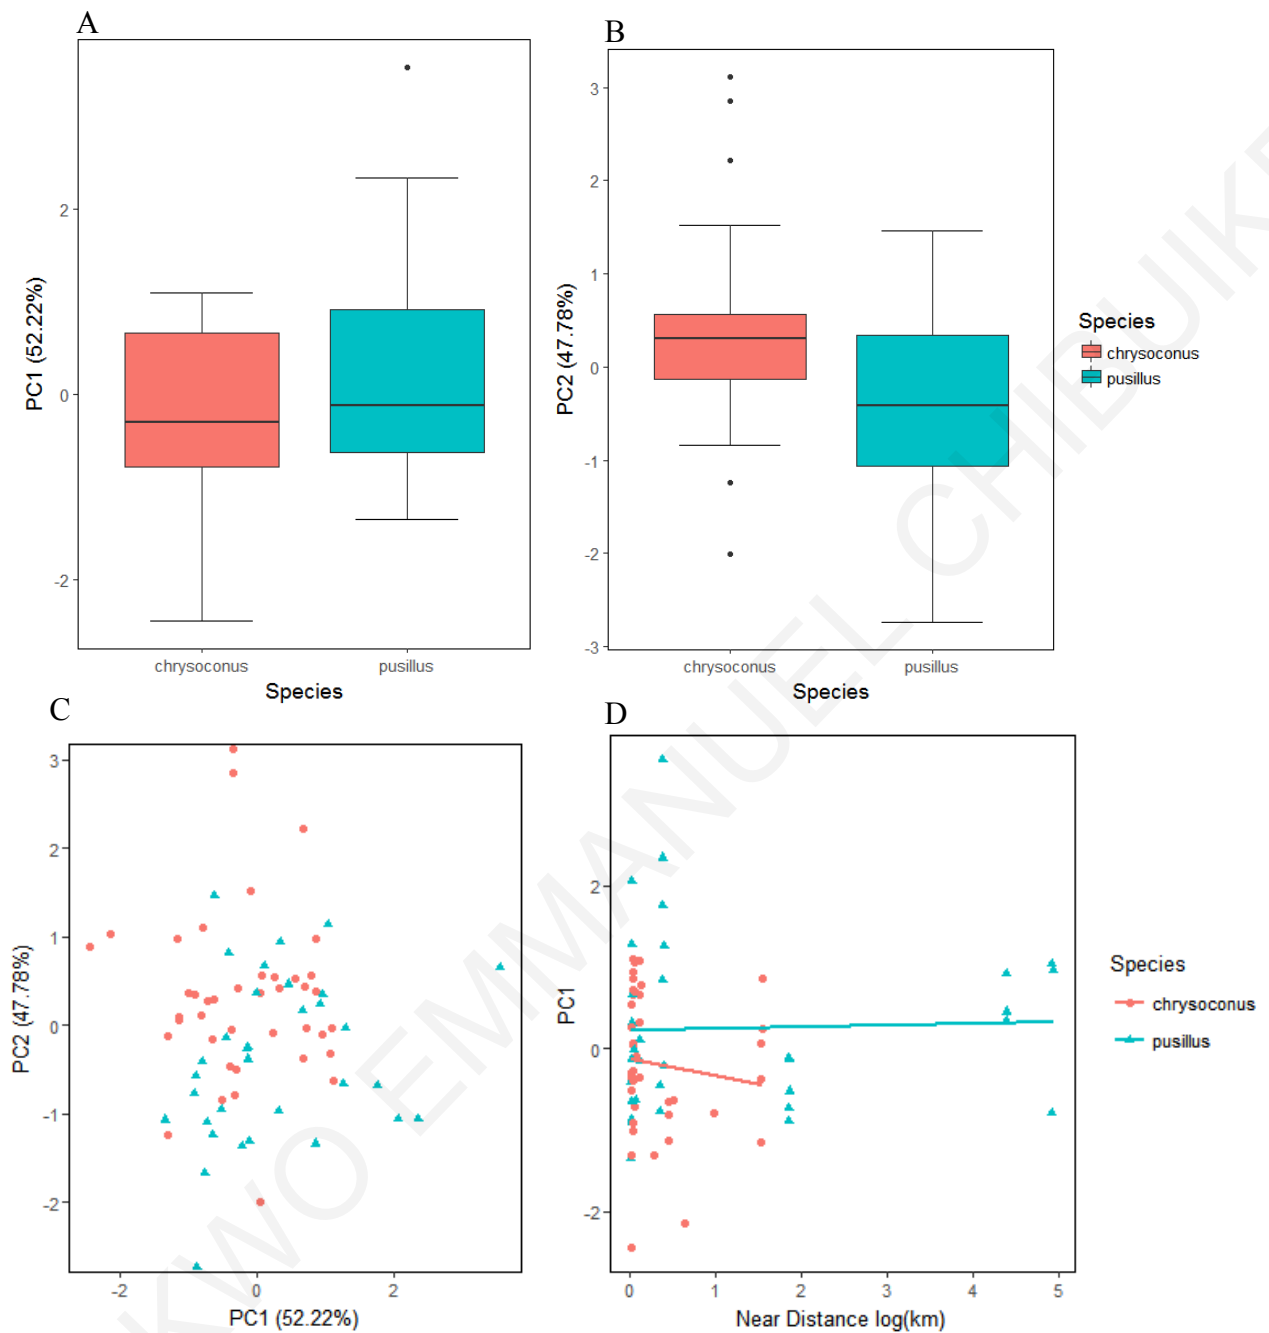 A
B
PC1 (52.22%)
2
0
-2
chrysoconus
pusillus
Species
PC2 (47.78%)
3
2
1
0
-1
-2
-3
chrysoconus
pusillus
Species
Species
chrysoconus
pusillus
C
D
PC2 (47.78%)
3
2
1
0
-1
-2
-2
0
2
PC1 (52.22%)
PC1
2
0
-2
0
1
2
3
4
5
Near Distance log(km)
Species
chrysoconus
pusillus
KWO EMMANUEL CHIBUIKE